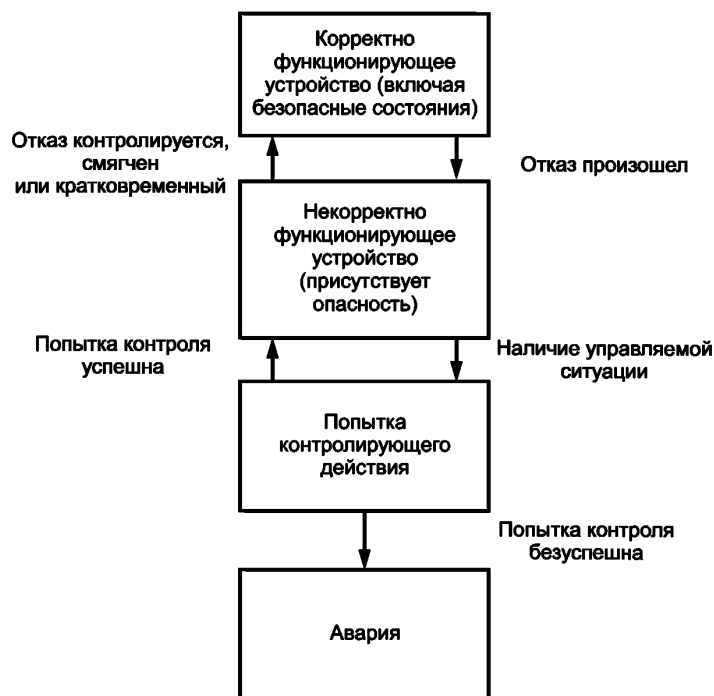 Корректно
функционирующее
устройство (включая
безопасные состояния)
Отказ контролируется,
смягчен
или кратковременный
Отказ произошел
Некорректно
функционирующее
устройство
(присутствует
опасность)
Попытка контроля
успешна
Наличие управляемой
ситуации
Попытка
контролирующего
действия
Попытка контроля
безуспешна
Авария